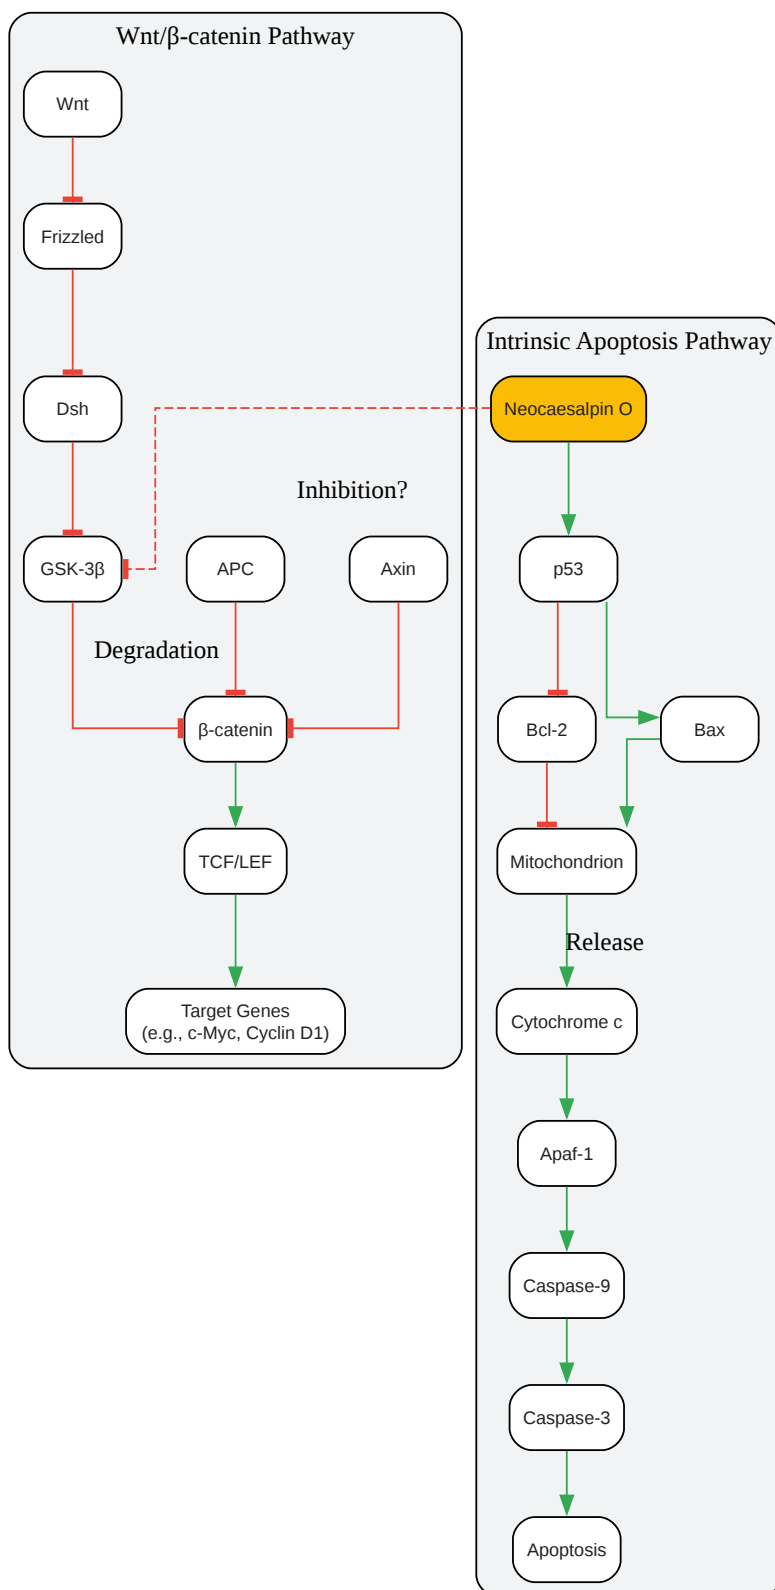 Wnt/β-catenin Pathway
Wnt
Frizzled
Dsh
Inhibition?
GSK-3β
APC
Axin
Degradation
β-catenin
TCF/LEF
Target Genes
(e.g., c-Myc, Cyclin D1)
Intrinsic Apoptosis Pathway
Neocaesalpin O
p53
Bcl-2
Bax
Mitochondrion
Release
Cytochrome c
Apaf-1
Caspase-9
Caspase-3
Apoptosis